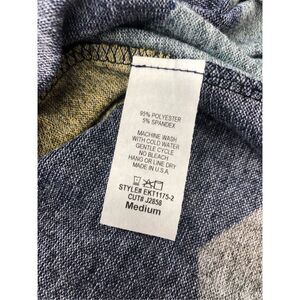 95% POLYESTER
5% SPANDEX
MACHINE WASH
WITH COLD WATER
GENTLE CYCLE
NO BLEACH
HANG OR LINE DRY
MADE IN U.S.A
STYLE# EKT1175-2
CUT# J2858
Medium